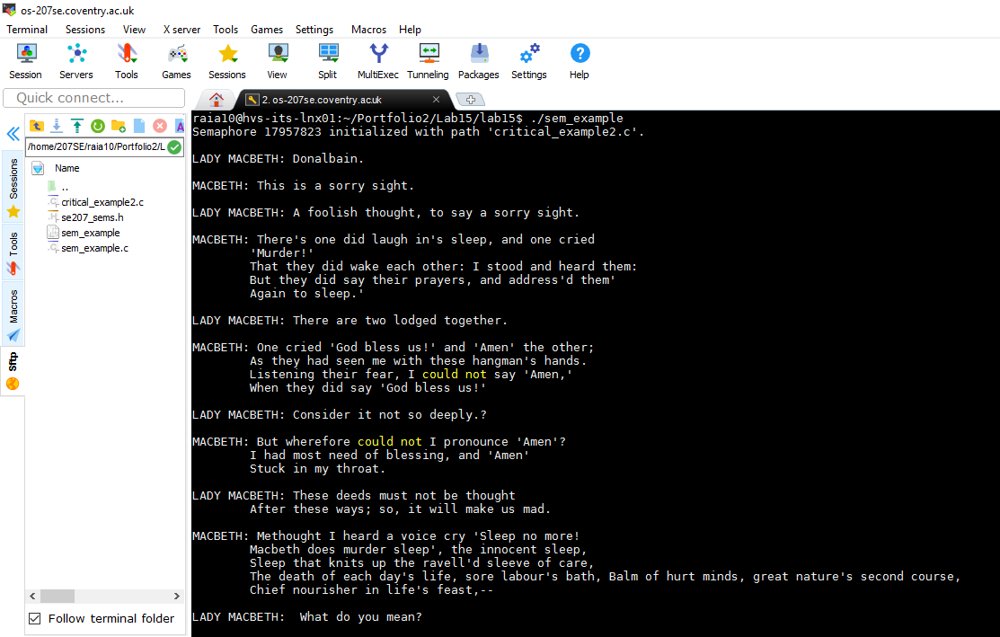 os-207se.coventry.ac.uk
Terminal Sessions View X server Tools Games Settings Macros Help
Session Servers Tools Games Sessions View Split MultiExec Tunneling Packages Settings Help
Quick connect...
2. os-207se.coventry.ac.uk
/home/207SE/raia10/Portfolio2/L
Name
..
critical_example2.c
se207_sems.h
sem_example
sem_example.c
Sessions
Tools
Macros
Sftp
Follow terminal folder
raia10@hvs-its-lnx01:~/Portfolio2/Lab15/lab15$ ./sem_example
Semaphore 17957823 initialized with path 'critical_example2.c'.
LADY MACBETH: Donalbain.
MACBETH: This is a sorry sight.
LADY MACBETH: A foolish thought, to say a sorry sight.
MACBETH: There's one did laugh in's sleep, and one cried
'Murder!'
That they did wake each other: I stood and heard them:
But they did say their prayers, and address'd them'
Again to sleep.'
LADY MACBETH: There are two lodged together.
MACBETH: One cried 'God bless us!' and 'Amen' the other;
As they had seen me with these hangman's hands.
Listening their fear, I could not say 'Amen,'
When they did say 'God bless us!'
LADY MACBETH: Consider it not so deeply.?
MACBETH: But wherefore could not I pronounce 'Amen'?
I had most need of blessing, and 'Amen'
Stuck in my throat.
LADY MACBETH: These deeds must not be thought
After these ways; so, it will make us mad.
MACBETH: Methought I heard a voice cry 'Sleep no more!
Macbeth does murder sleep', the innocent sleep,
Sleep that knits up the ravell'd sleeve of care,
The death of each day's life, sore labour's bath, Balm of hurt minds, great nature's second course,
Chief nourisher in life's feast,--
LADY MACBETH:  What do you mean?